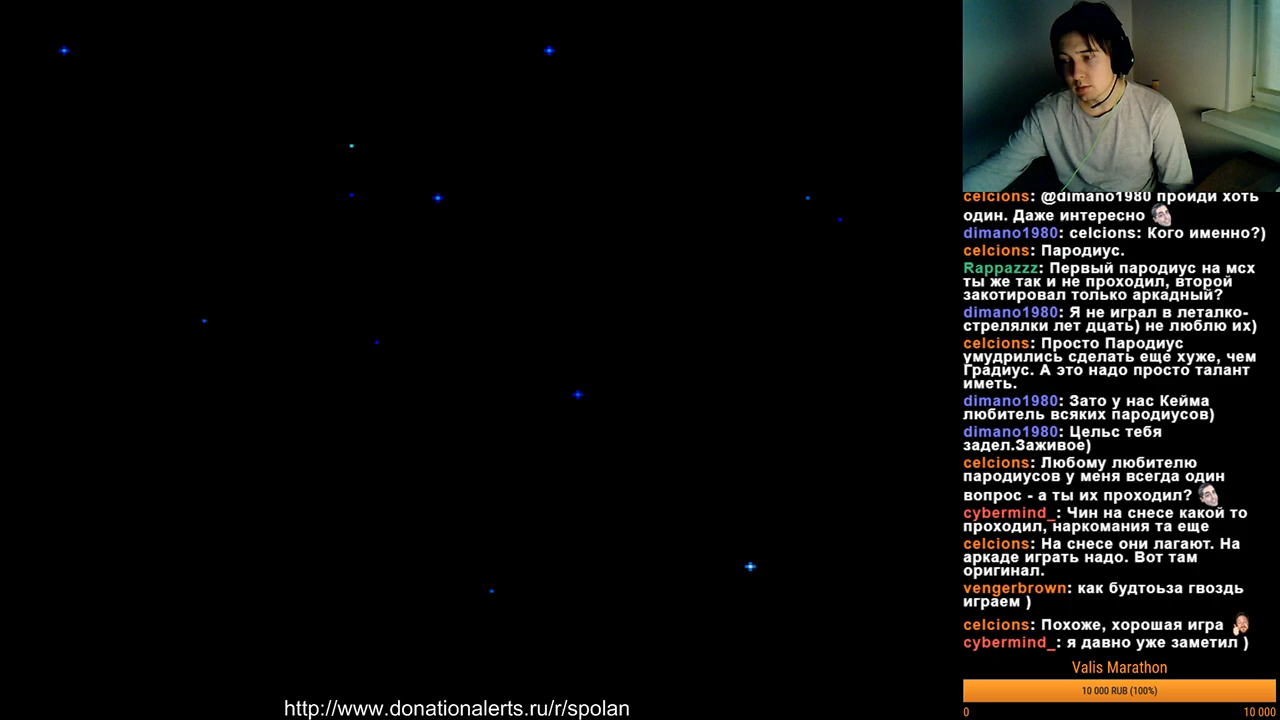 celcions: @dimano1980 пройди хоть
один. Даже интересно
dimano1980: celcions: Кого именно?)
celcions: Пародиус.
Rappazzz: Первый пародиус на мсх
ты же так и не проходил, второй
закотировал только аркадный?
dimano1980: Я не играл в леталко-
стрелялки лет дцать) не люблю их)
celcions: Просто Пародиус
умудрились сделать еще хуже, чем
Градиус. А это надо просто талант
иметь.
dimano1980: Зато у нас Кейма
любитель всяких пародиусов)
dimano1980: Цельс тебя
задел.Заживое)
celcions: Любому любителю
пародиусов у меня всегда один
вопрос - а ты их проходил?
cybermind_: Чин на снесе какой то
проходил, наркомания та еще
celcions: На снесе они лагают. На
аркаде играть надо. Вот там
оригинал.
vengerbrown: как будтоьза гвоздь
играем )
celcions: Похоже, хорошая игра
cybermind_: я давно уже заметил )
Valis Marathon
10 000 RUB (100%)
0 10 000
http://www.donationalerts.ru/r/spolan